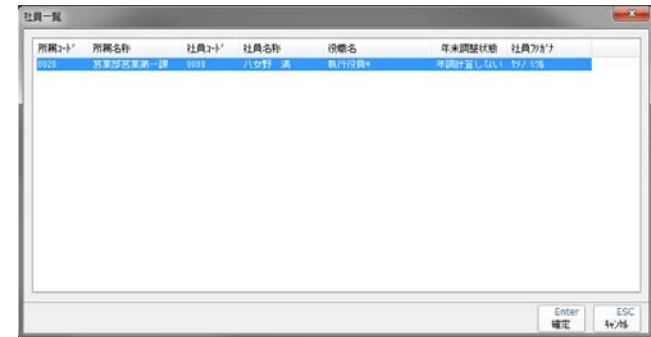 社員一覧
所属ｺｰﾄﾞ 所属名称 社員ｺｰﾄﾞ 社員名称 役職名 年末調整状態 社員ﾌﾘｶﾞﾅ
0020 営業部営業第一課 0099 八女野 満 執行役員* 年調計算しない
Enter ESC
確定 ｷｬﾝｾﾙ